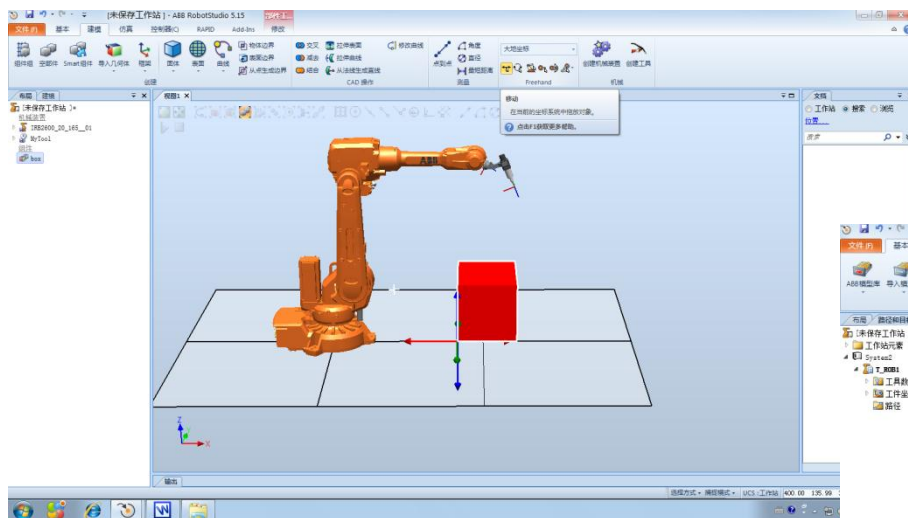 [未保存工作站 ] - ABB RobotStudio 5.15
文件(F) 基本 建模 仿真 控制器(C) RAPID Add-Ins 修改
组件组 空部件 Smart组件 导入几何体 框架 固体 表面 曲线
物体边界
表面边界
从点生成边界
交叉 拉伸表面 修改曲线
减去 拉伸曲线
结合 从法线生成直线
点到点
角度
直径
最短距离
大地坐标
创建机械装置 创建工具
创建 CAD 操作 测量 Freehand 机械
布局 建模
视图1
文档
[未保存工作站 ]*
机械装置
IRB2600_20_165__01
MyTool
组件
box
移动
在当前的坐标系统中拖放对象。
点击F1获取更多帮助。
工作站 搜索 浏览
位置...
搜索
ABB
Z
X
文件(F) 基本
ABB模型库
布局 路径和目
[未保存工作站
工作站元素
System2
T_ROB1
工具数
工件坐
路径
输出
选择方式 捕捉模式 UCS :工作站 400.00 135.99